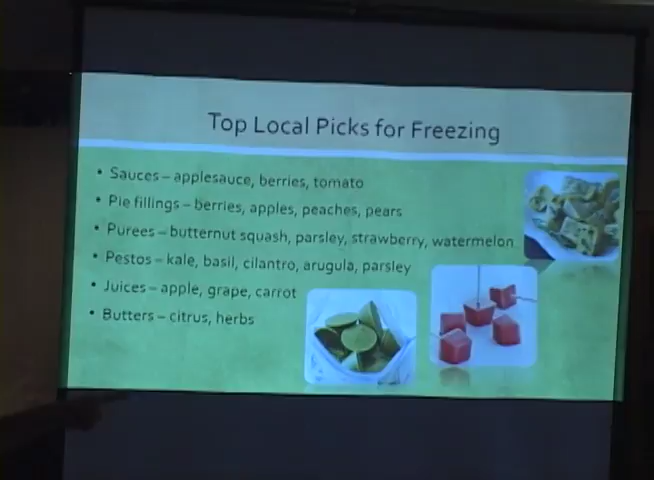 Top Local Picks for Freezing
• Sauces – applesauce, berries, tomato
• Pie fillings – berries, apples, peaches, pears
• Purees – butternut squash, parsley, strawberry, watermelon
• Pestos – kale, basil, cilantro, arugula, parsley
• Juices – apple, grape, carrot
• Butters – citrus, herbs